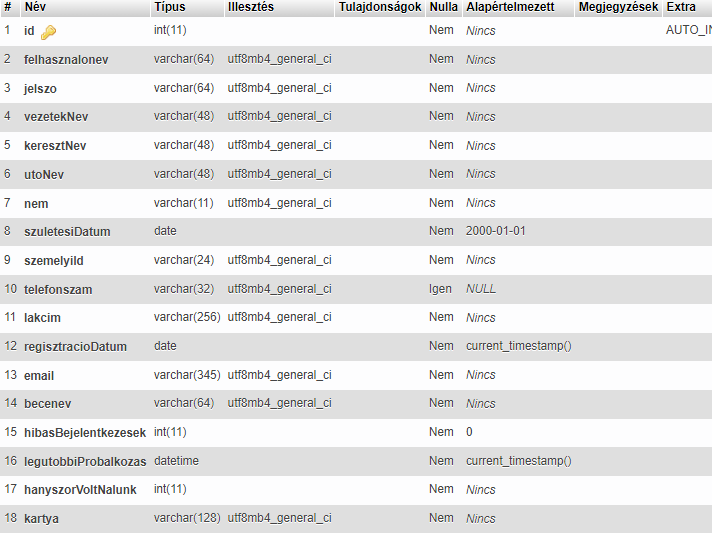 # Név Típus Illesztés Tulajdonságok Nulla Alapértelmezett Megjegyzések Extra
1 id int(11) Nem Nincs AUTO_IN
2 felhasznalonev varchar(64) utf8mb4_general_ci Nem Nincs
3 jelszo varchar(64) utf8mb4_general_ci Nem Nincs
4 vezetekNev varchar(48) utf8mb4_general_ci Nem Nincs
5 keresztNev varchar(48) utf8mb4_general_ci Nem Nincs
6 utoNev varchar(48) utf8mb4_general_ci Nem Nincs
7 nem varchar(11) utf8mb4_general_ci Nem Nincs
8 szuletesiDatum date Nem 2000-01-01
9 szemelyiId varchar(24) utf8mb4_general_ci Nem Nincs
10 telefonszam varchar(32) utf8mb4_general_ci Igen NULL
11 lakcim varchar(256) utf8mb4_general_ci Nem Nincs
12 regisztracioDatum date Nem current_timestamp()
13 email varchar(345) utf8mb4_general_ci Nem Nincs
14 becenev varchar(64) utf8mb4_general_ci Nem Nincs
15 hibasBejelentkezesek int(11) Nem 0
16 legutobbiProbalkozas datetime Nem current_timestamp()
17 hanyszorVoltNalunk int(11) Nem Nincs
18 kartya varchar(128) utf8mb4_general_ci Nem Nincs